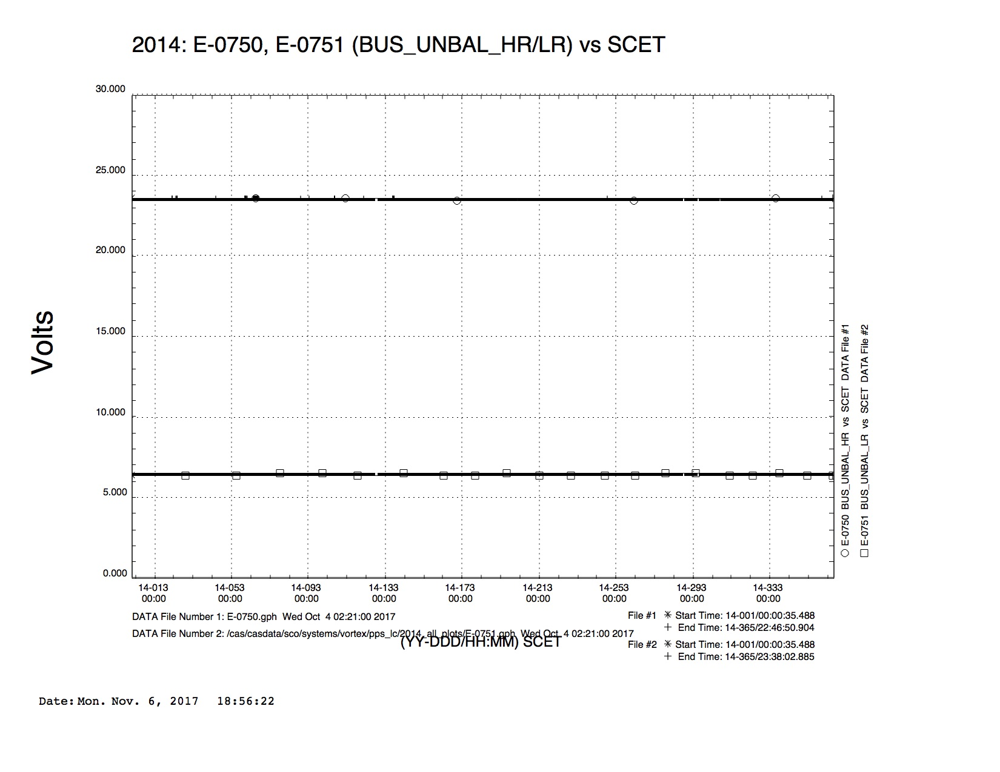 2014: E-0750, E-0751 (BUS_UNBAL_HR/LR) vs SCET
30.000
25.000
20.000
15.000
10.000
5.000
0.000
Volts
14-013 14-053 14-093 14-133 14-173 14-213 14-253 14-293 14-333
00:00 00:00 00:00 00:00 00:00 00:00 00:00 00:00 00:00
E-0750 BUS_UNBAL_HR vs SCET DATA File #1
E-0751 BUS_UNBAL_LR vs SCET DATA File #2
DATA File Number 1: E-0750.gph Wed Oct 4 02:21:00 2017
DATA File Number 2: /cas/casdata/sco/systems/vortex/pps_lc/2014_all_plots/E-0751.gph Wed Oct 4 02:21:00 2017
(YY-DDD/HH:MM) SCET
File #1 Start Time: 14-001/00:00:35.488
End Time: 14-365/22:46:50.904
File #2 Start Time: 14-001/00:00:35.488
End Time: 14-365/23:38:02.885
Date: Mon. Nov. 6, 2017 18:56:22